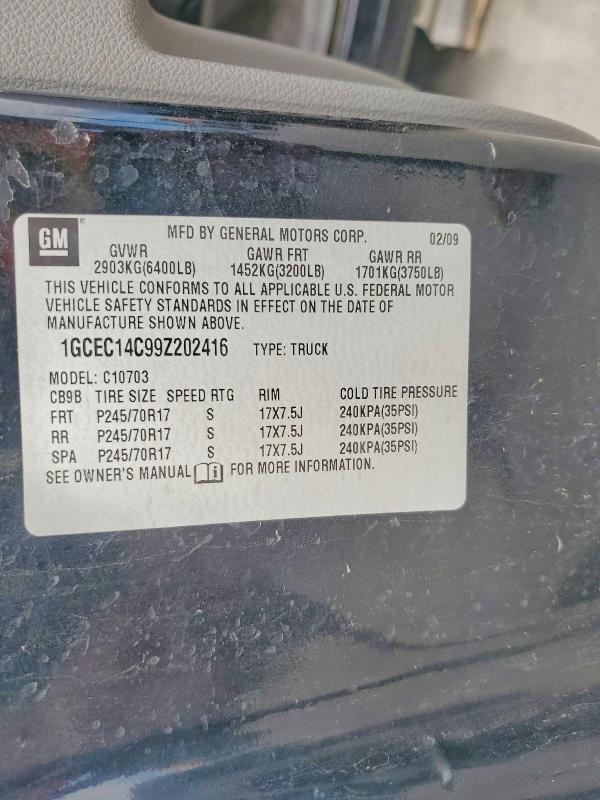 GM ® MFD BY GENERAL MOTORS CORP. 02/09
GVWR GAWR FRT GAWR RR
2903KG(6400LB) 1452KG(3200LB) 1701KG(3750LB)
THIS VEHICLE CONFORMS TO ALL APPLICABLE U.S. FEDERAL MOTOR
VEHICLE SAFETY STANDARDS IN EFFECT ON THE DATE OF
MANUFACTURE SHOWN ABOVE.
1GCEC14C99Z202416 TYPE: TRUCK
MODEL: C10703
CB9B TIRE SIZE SPEED RTG RIM COLD TIRE PRESSURE
FRT P245/70R17 S 17X7.5J 240KPA(35PSI)
RR P245/70R17 S 17X7.5J 240KPA(35PSI)
SPA P245/70R17 S 17X7.5J 240KPA(35PSI)
SEE OWNER'S MANUAL i FOR MORE INFORMATION.